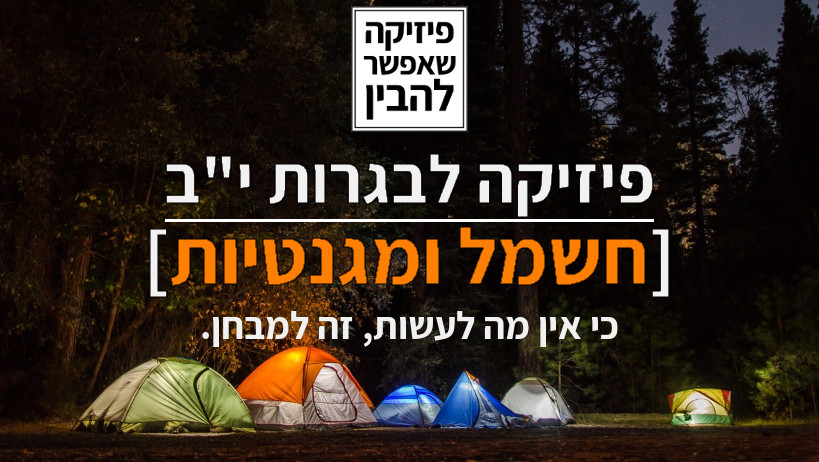 פיזיקה
שאפשר
להבין
פיזיקה לבגרות י"ב
[חשמל ומגנטיות]
כי אין מה לעשות, זה למבחן.